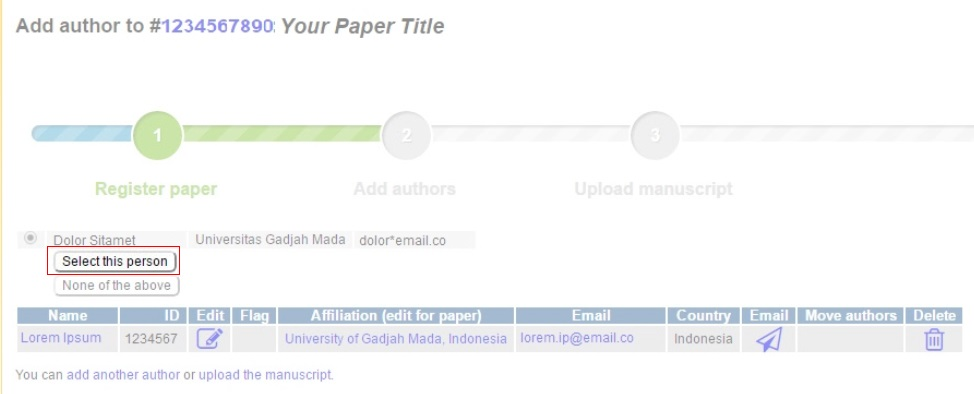 Add author to #1234567890: Your Paper Title
1 2 3
Register paper Add authors Upload manuscript
Dolor Sitamet Universitas Gadjah Mada dolor*email.co
Select this person
None of the above
Name ID Edit Flag Affiliation (edit for paper) Email Country Email Move authors Delete
Lorem Ipsum 1234567 University of Gadjah Mada, Indonesia lorem.ip@email.co Indonesia
You can add another author or upload the manuscript.